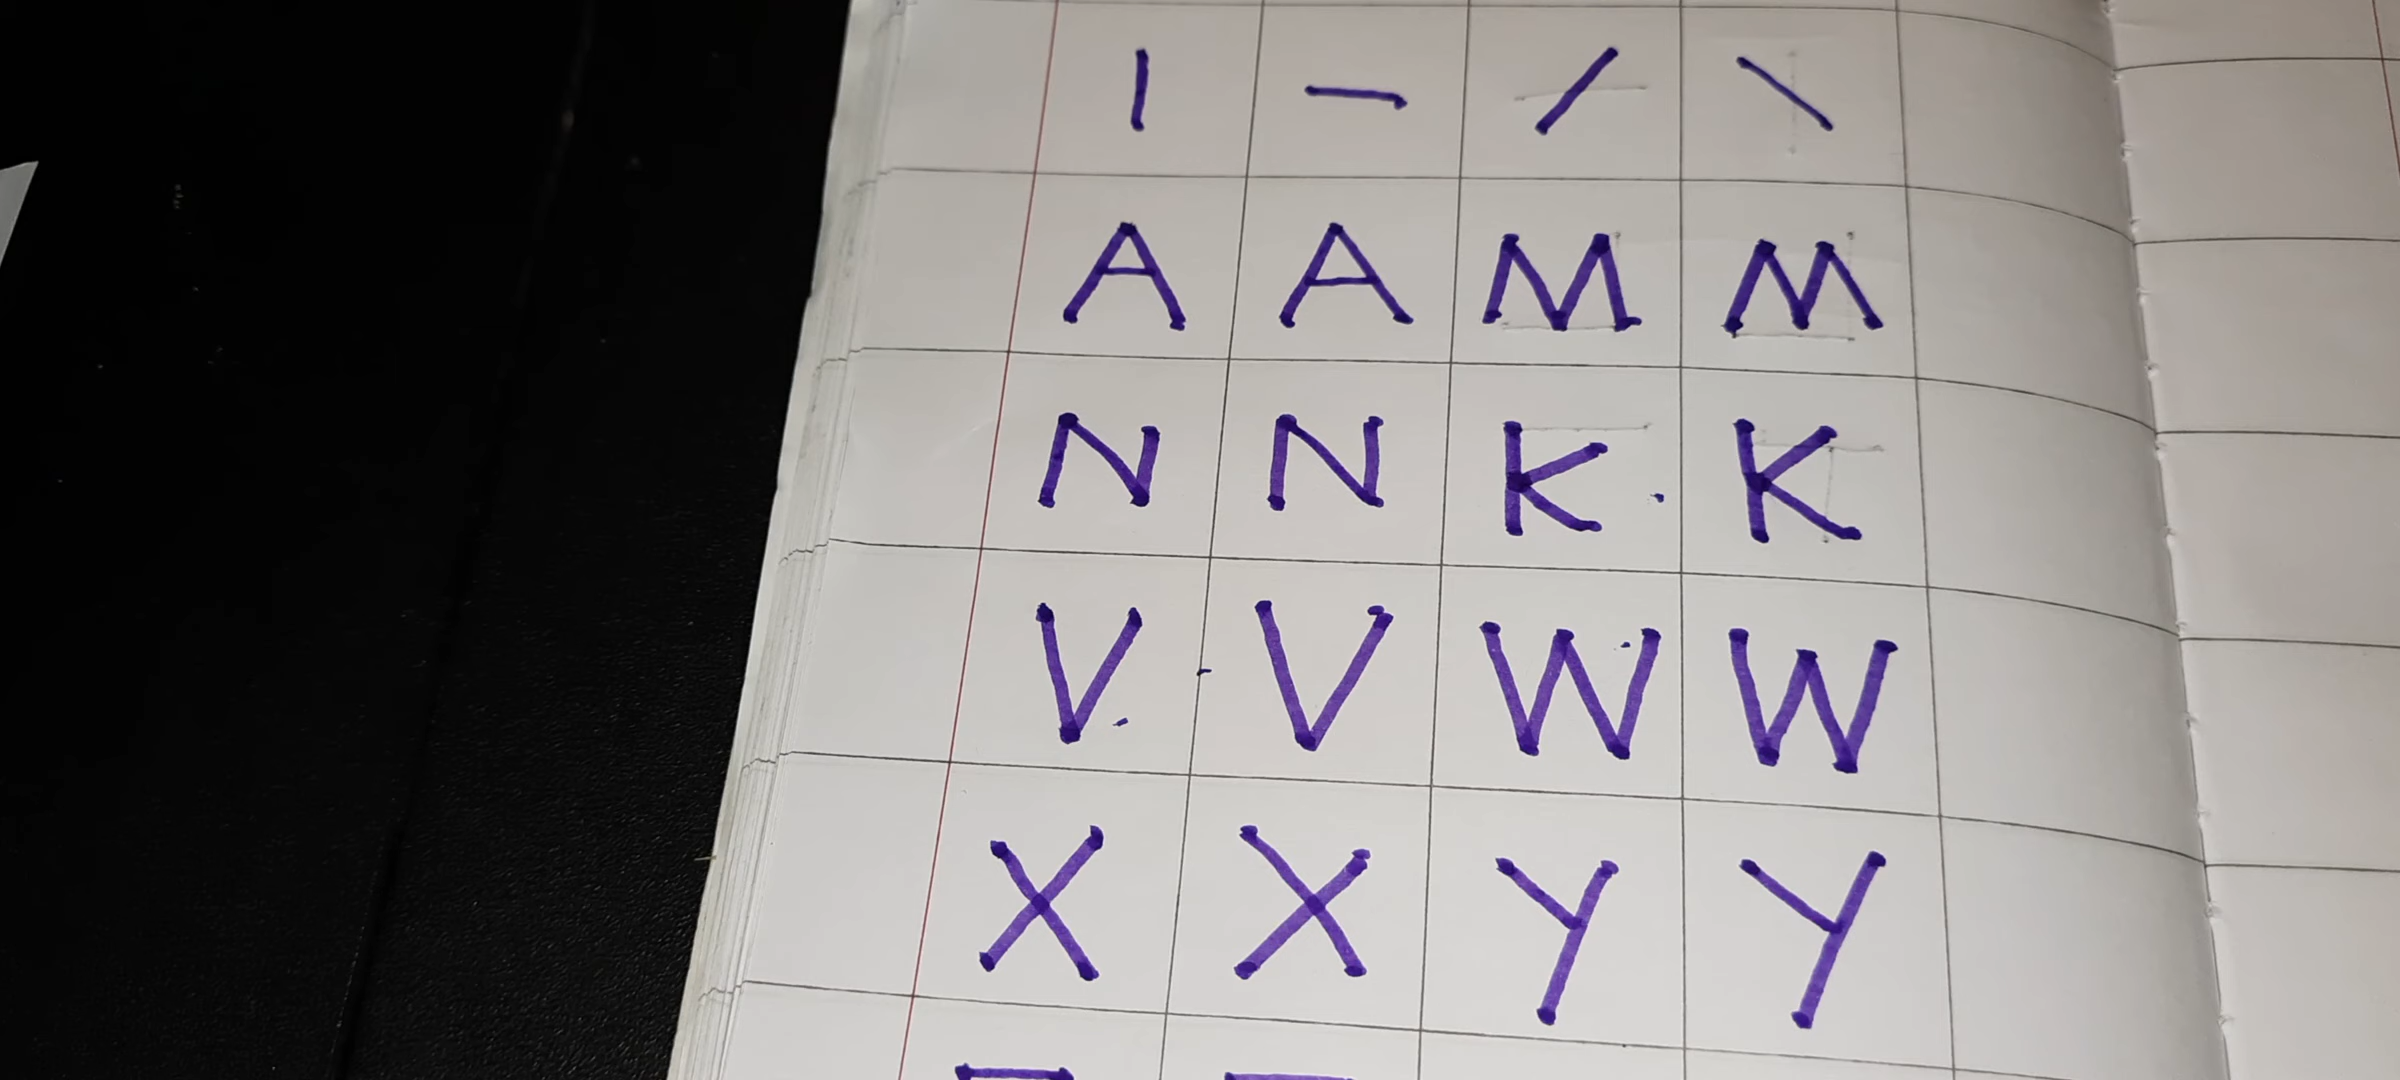 | — / \
A A M M
N N K K
V V W W
X X Y Y